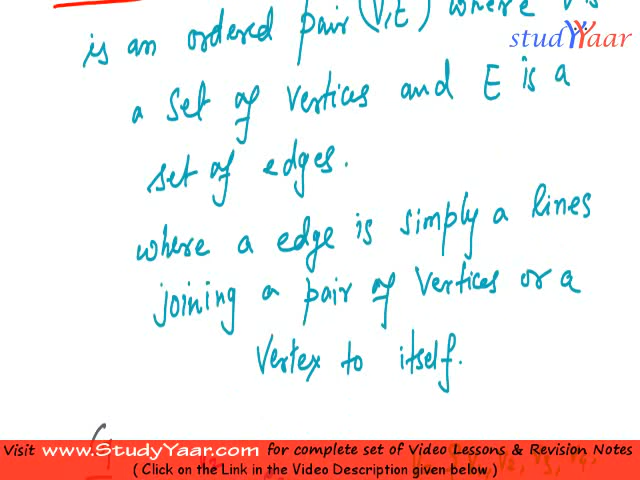 is an ordered pair (V,E) where V is
studYYaar
a set of vertices and E is a
set of edges.
where a edge is simply a lines
joining a pair of vertices or a
vertex to itself.
Visit www.StudyYaar.com for complete set of Video Lessons & Revision Notes
( Click on the Link in the Video Description given below )